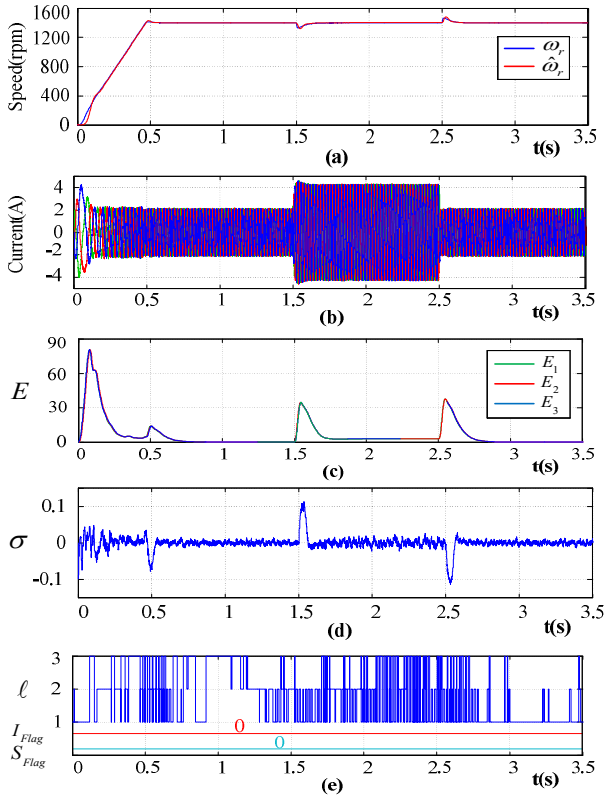 Speed(rpm)
1600
1200
800
400
0
ω_r
ω̂_r
0 0.5 1 1.5 2 2.5 3 3.5
(a)
t(s)
Current(A)
4
2
0
-2
-4
0 0.5 1 1.5 2 2.5 3 3.5
(b)
t(s)
E
90
60
30
0
E_1
E_2
E_3
0 0.5 1 1.5 2 2.5 3 3.5
(c)
t(s)
σ
0.1
0
-0.1
0 0.5 1 1.5 2 2.5 3 3.5
(d)
t(s)
ℓ
3
2
1
I_Flag
0
S_Flag
0
0 0.5 1 1.5 2 2.5 3 3.5
(e)
t(s)